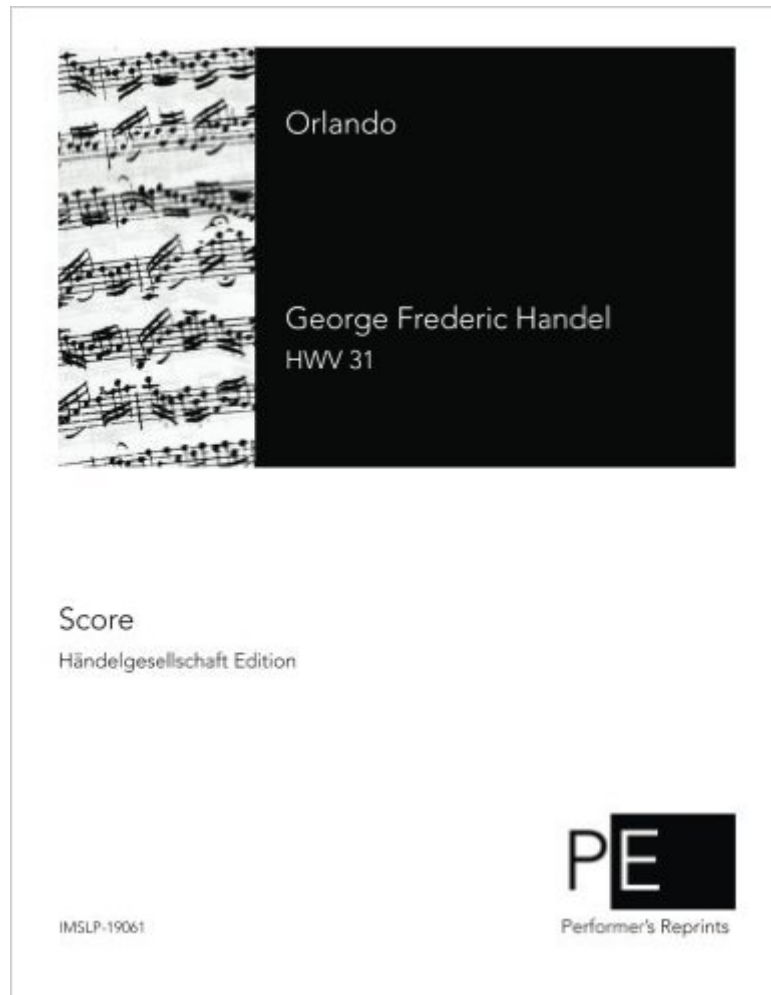 Orlando
George Frederic Handel
HWV 31
Score
Händelgesellschaft Edition
PE
IMSLP-19061
Performer's Reprints